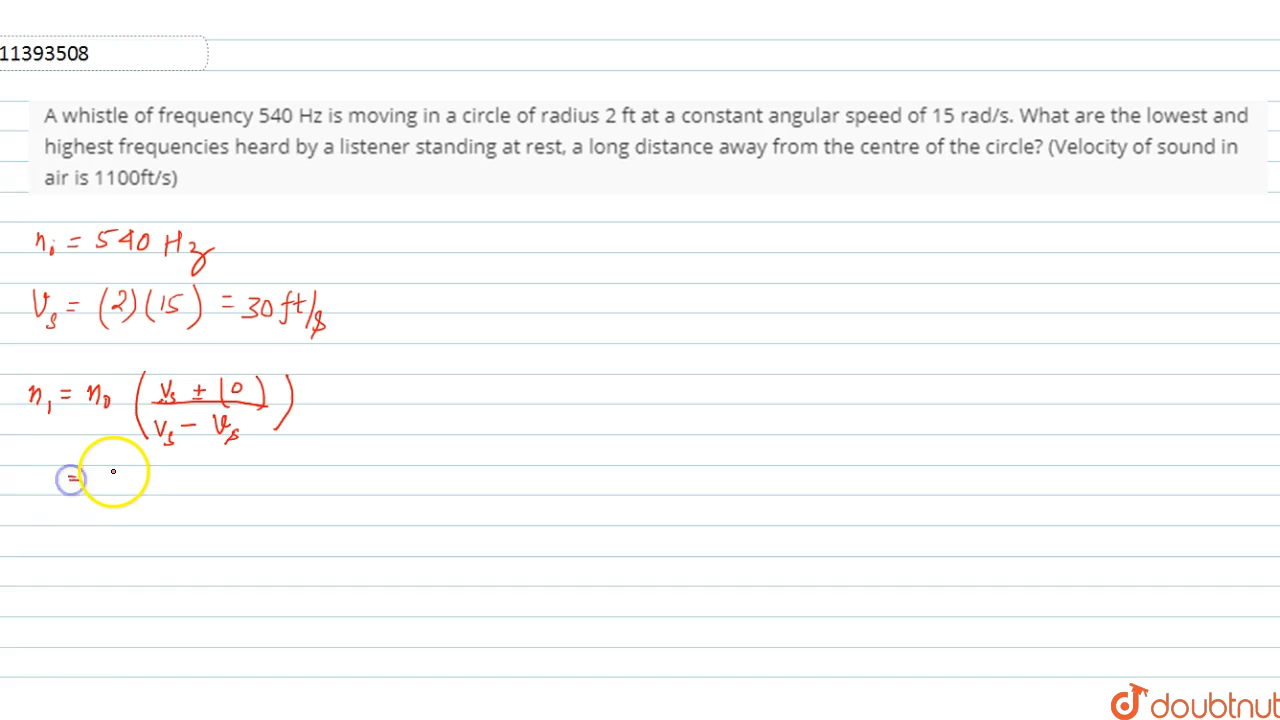 11393508
A whistle of frequency 540 Hz is moving in a circle of radius 2 ft at a constant angular speed of 15 rad/s. What are the lowest and
highest frequencies heard by a listener standing at rest, a long distance away from the centre of the circle? (Velocity of sound in
air is 1100ft/s)
n₀ = 540 Hz
Vₛ = (2)(15) = 30 ft/s
n₁ = n₀ ( (Vₛ ± (0)) / (Vₛ - Vₛ) )
=
doubtnut